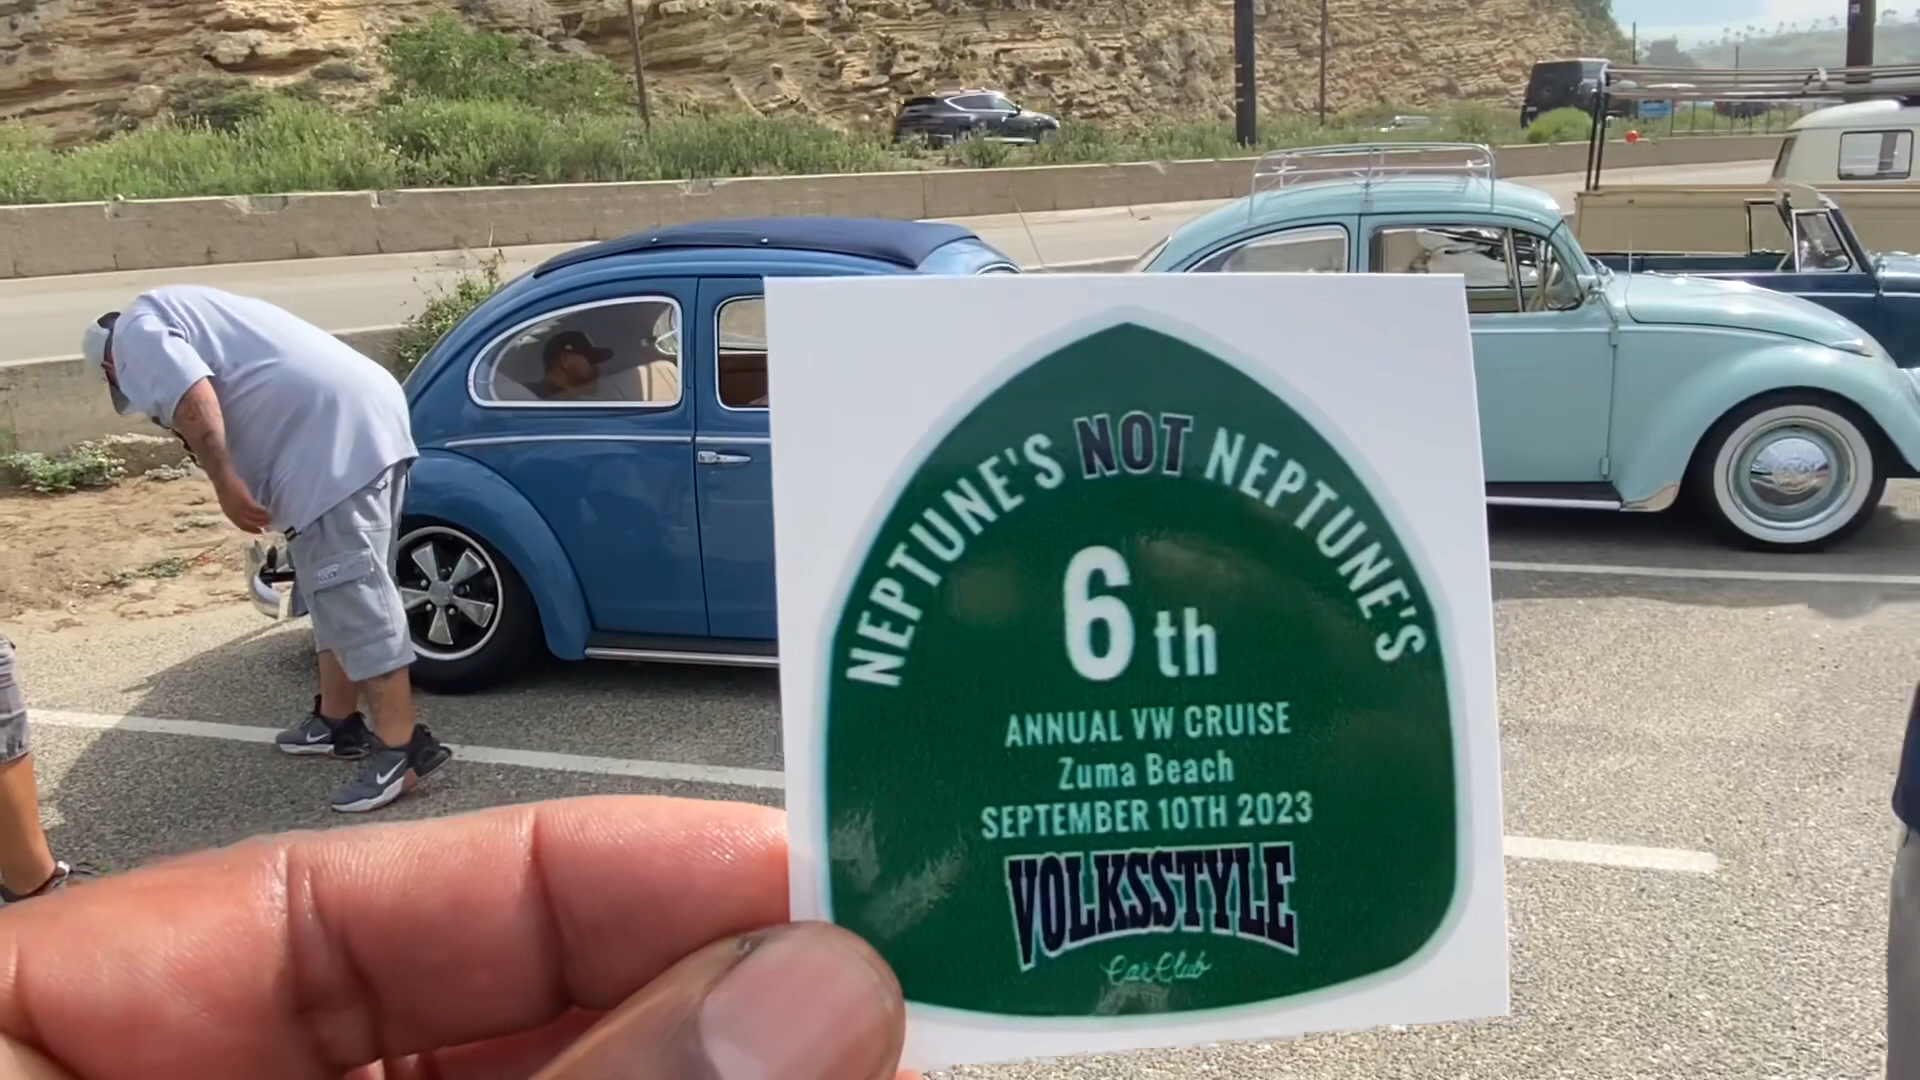 NEPTUNE'S NOT NEPTUNE'S
6th
ANNUAL VW CRUISE
Zuma Beach
SEPTEMBER 10TH 2023
VOLKSSTYLE
Car Club